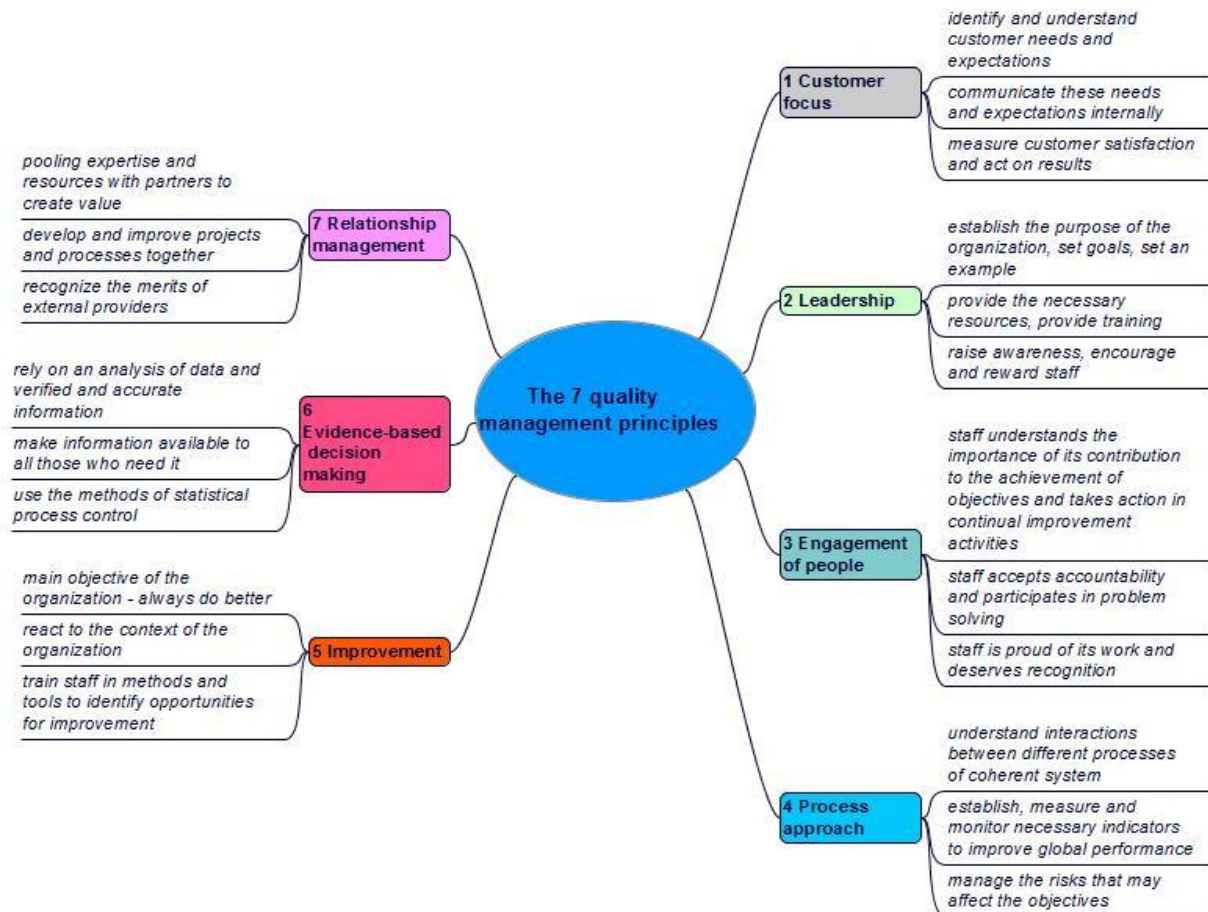 The 7 quality
management principles
1 Customer
focus
identify and understand
customer needs and
expectations
communicate these needs
and expectations internally
measure customer satisfaction
and act on results
2 Leadership
establish the purpose of the
organization, set goals, set an
example
provide the necessary
resources, provide training
raise awareness, encourage
and reward staff
3 Engagement
of people
staff understands the
importance of its contribution
to the achievement of
objectives and takes action in
continual improvement
activities
staff accepts accountability
and participates in problem
solving
staff is proud of its work and
deserves recognition
4 Process
approach
understand interactions
between different processes
of coherent system
establish, measure and
monitor necessary indicators
to improve global performance
manage the risks that may
affect the objectives
5 Improvement
main objective of the
organization - always do better
react to the context of the
organization
train staff in methods and
tools to identify opportunities
for improvement
6
Evidence-based
decision
making
rely on an analysis of data and
verified and accurate
information
make information available to
all those who need it
use the methods of statistical
process control
7 Relationship
management
pooling expertise and
resources with partners to
create value
develop and improve projects
and processes together
recognize the merits of
external providers